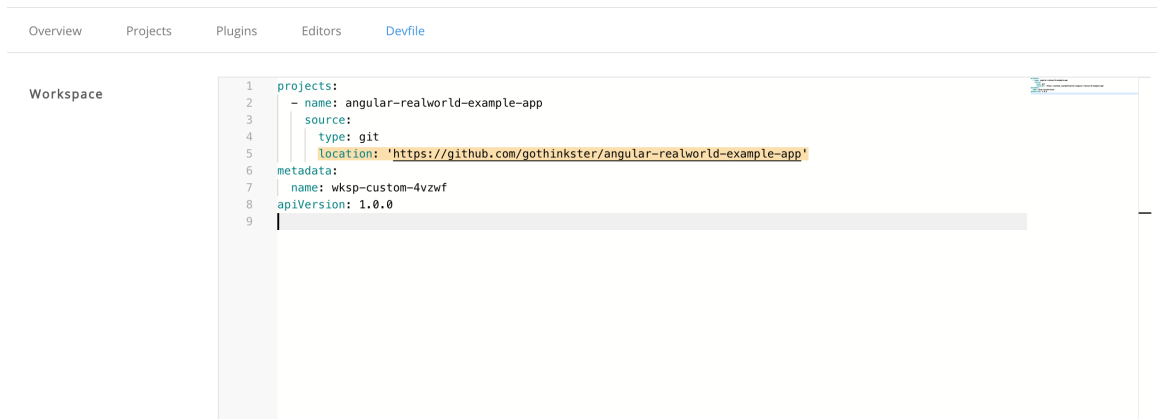 Overview Projects Plugins Editors Devfile
Workspace
1 projects:
2   - name: angular-realworld-example-app
3     source:
4       type: git
5       location: 'https://github.com/gothinkster/angular-realworld-example-app'
6 metadata:
7   name: wksp-custom-4vzwf
8 apiVersion: 1.0.0
9